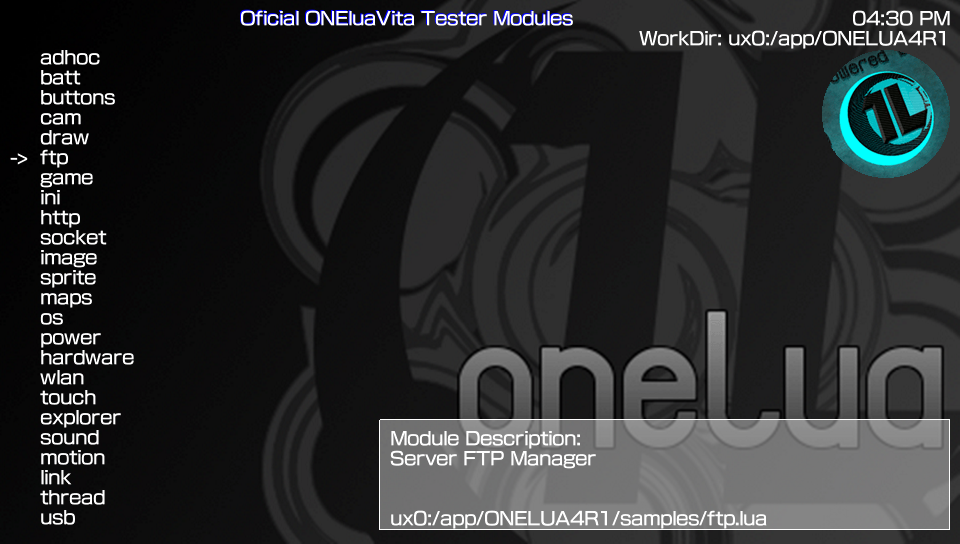 Oficial ONEluaVita Tester Modules
04:30 PM
WorkDir: ux0:/app/ONELUA4R1
powered
1L
adhoc
batt
buttons
cam
draw
-> ftp
game
ini
http
socket
image
sprite
maps
os
power
hardware
wlan
touch
explorer
sound
motion
link
thread
usb
onelua
Module Description:
Server FTP Manager
ux0:/app/ONELUA4R1/samples/ftp.lua